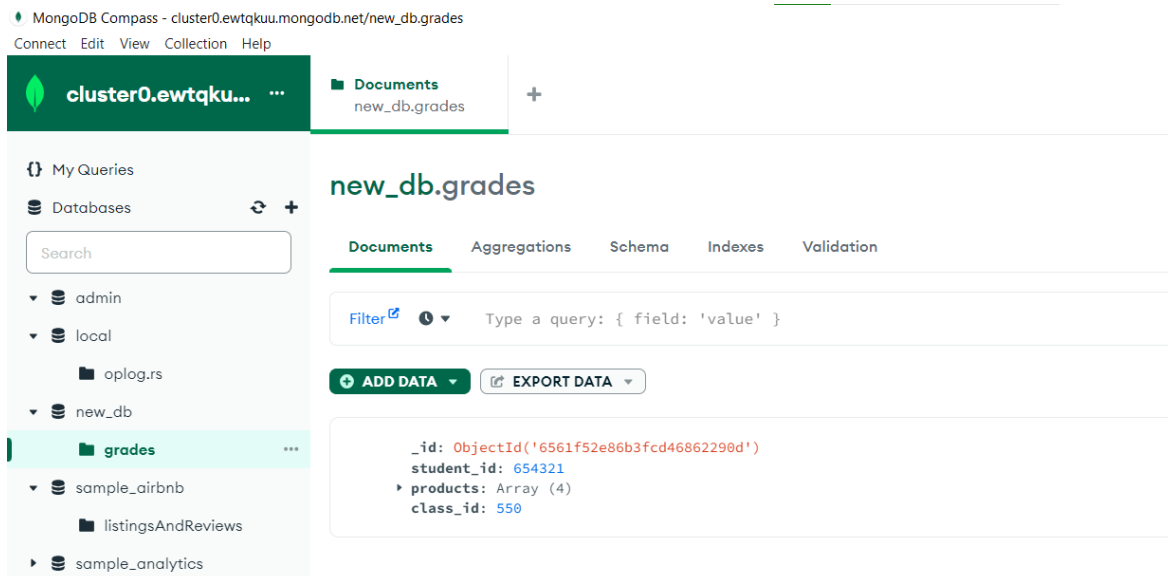 MongoDB Compass - cluster0.ewtqkuu.mongodb.net/new_db.grades
Connect Edit View Collection Help
cluster0.ewtqku... ...
Documents
new_db.grades
{} My Queries
Databases
Search
admin
local
oplog.rs
new_db
grades ...
sample_airbnb
listingsAndReviews
sample_analytics
new_db.grades
Documents Aggregations Schema Indexes Validation
Filter Type a query: { field: 'value' }
ADD DATA EXPORT DATA
_id: ObjectId('6561f52e86b3fcd46862290d')
student_id: 654321
products: Array (4)
class_id: 550